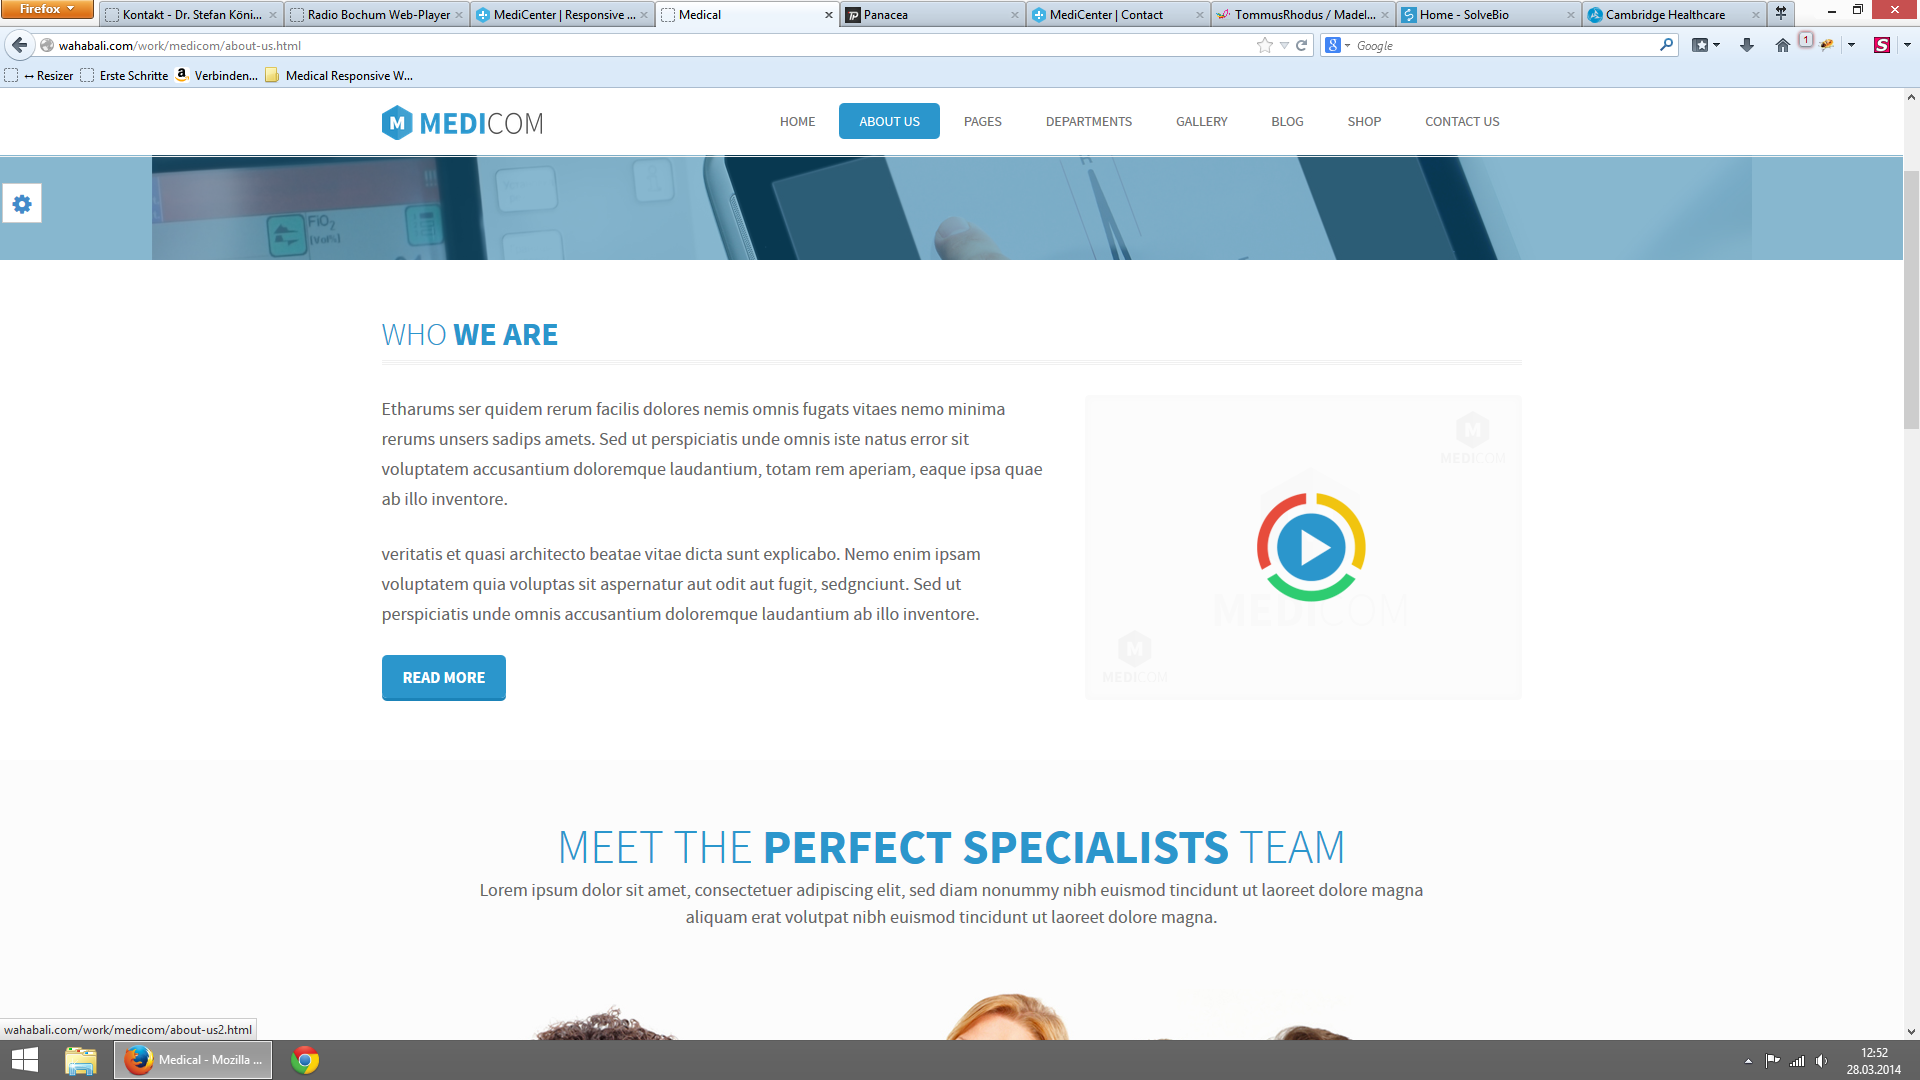 Firefox
Kontakt - Dr. Stefan Köni...
Radio Bochum Web-Player
MediCenter | Responsive ...
Medical
Panacea
MediCenter | Contact
TommusRhodus / Madel...
Home - SolveBio
Cambridge Healthcare
wahabali.com/work/medicom/about-us.html
Google
1
↔ Resizer
Erste Schritte
Verbinden...
Medical Responsive W...
M MEDICOM
HOME
ABOUT US
PAGES
DEPARTMENTS
GALLERY
BLOG
SHOP
CONTACT US
FiO2
[Vol%]
WHO WE ARE
Etharums ser quidem rerum facilis dolores nemis omnis fugats vitaes nemo minima
rerums unsers sadips amets. Sed ut perspiciatis unde omnis iste natus error sit
voluptatem accusantium doloremque laudantium, totam rem aperiam, eaque ipsa quae
ab illo inventore.
veritatis et quasi architecto beatae vitae dicta sunt explicabo. Nemo enim ipsam
voluptatem quia voluptas sit aspernatur aut odit aut fugit, sedgnciunt. Sed ut
perspiciatis unde omnis accusantium doloremque laudantium ab illo inventore.
READ MORE
M
MEDICOM
MEDICOM
M
MEDICOM
MEET THE PERFECT SPECIALISTS TEAM
Lorem ipsum dolor sit amet, consectetuer adipiscing elit, sed diam nonummy nibh euismod tincidunt ut laoreet dolore magna
aliquam erat volutpat nibh euismod tincidunt ut laoreet dolore magna.
wahabali.com/work/medicom/about-us2.html
Medical - Mozilla ...
12:52
28.03.2014